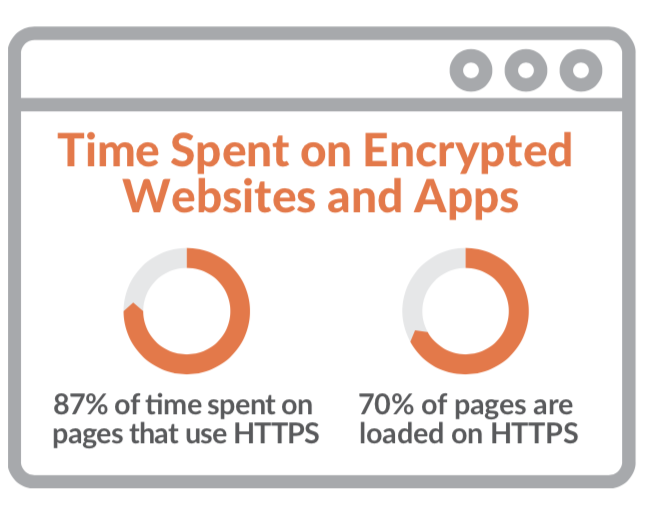 Time Spent on Encrypted
Websites and Apps
87% of time spent on
pages that use HTTPS
70% of pages are
loaded on HTTPS